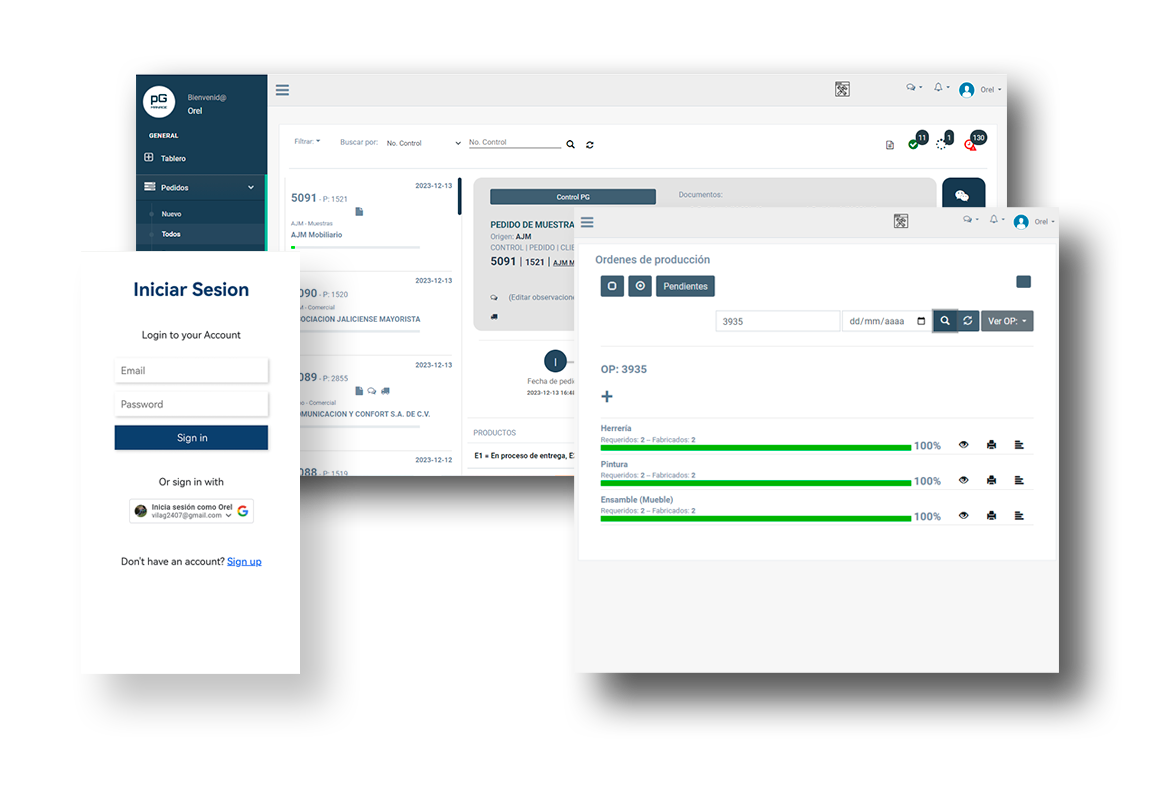 pG
MANAGE
Bienvenid@
Orel
GENERAL
Tablero
Pedidos
Nuevo
Todos
Orel
Filtrar:
Buscar por:
No. Control
No. Control
11
1
130
2023-12-13
5091 - P: 1521
AJM - Muestras
AJM Mobiliario
2023-12-13
090 - P: 1520
M - Comercial
OCIACION JALICIENSE MAYORISTA
2023-12-13
089 - P: 2855
o - Comercial
MUNICACION Y CONFORT S.A. DE C.V.
2023-12-12
088 - P: 1519
Control PG
Documentos:
PEDIDO DE MUESTRA
Origen: AJM
CONTROL | PEDIDO | CLIE
5091 | 1521 | AJM M
(Editar observacione
I
Fecha de pedi
2023-12-13 16:4
PRODUCTOS
E1 = En proceso de entrega, E
Iniciar Sesion
Login to your Account
Email
Password
Sign in
Or sign in with
Inicia sesión como Orel
vilag2407@gmail.com
Don't have an account? Sign up
Orel
Ordenes de producción
Pendientes
3935
dd/mm/aaaa
Ver OP:
OP: 3935
+
Herrería
Requeridos: 2 – Fabricados: 2
100%
Pintura
Requeridos: 2 – Fabricados: 2
100%
Ensamble (Mueble)
Requeridos: 2 – Fabricados: 2
100%